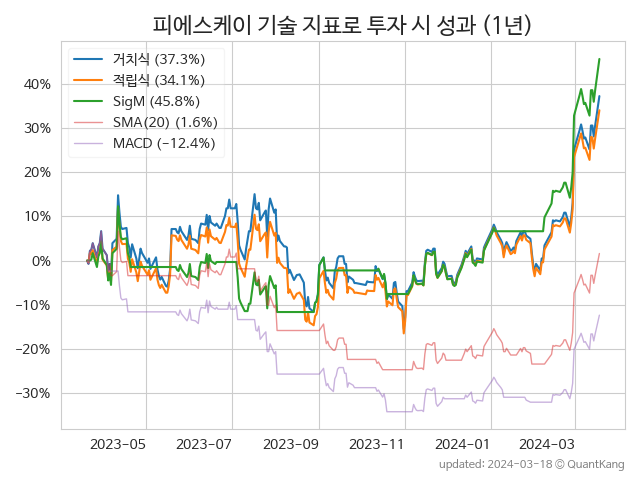 피에스케이 기술 지표로 투자 시 성과 (1년)
거치식 (37.3%)
적립식 (34.1%)
SigM (45.8%)
SMA(20) (1.6%)
MACD (−12.4%)
40%
30%
20%
10%
0%
−10%
−20%
−30%
2023-05 2023-07 2023-09 2023-11 2024-01 2024-03
updated: 2024-03-18 © QuantKang